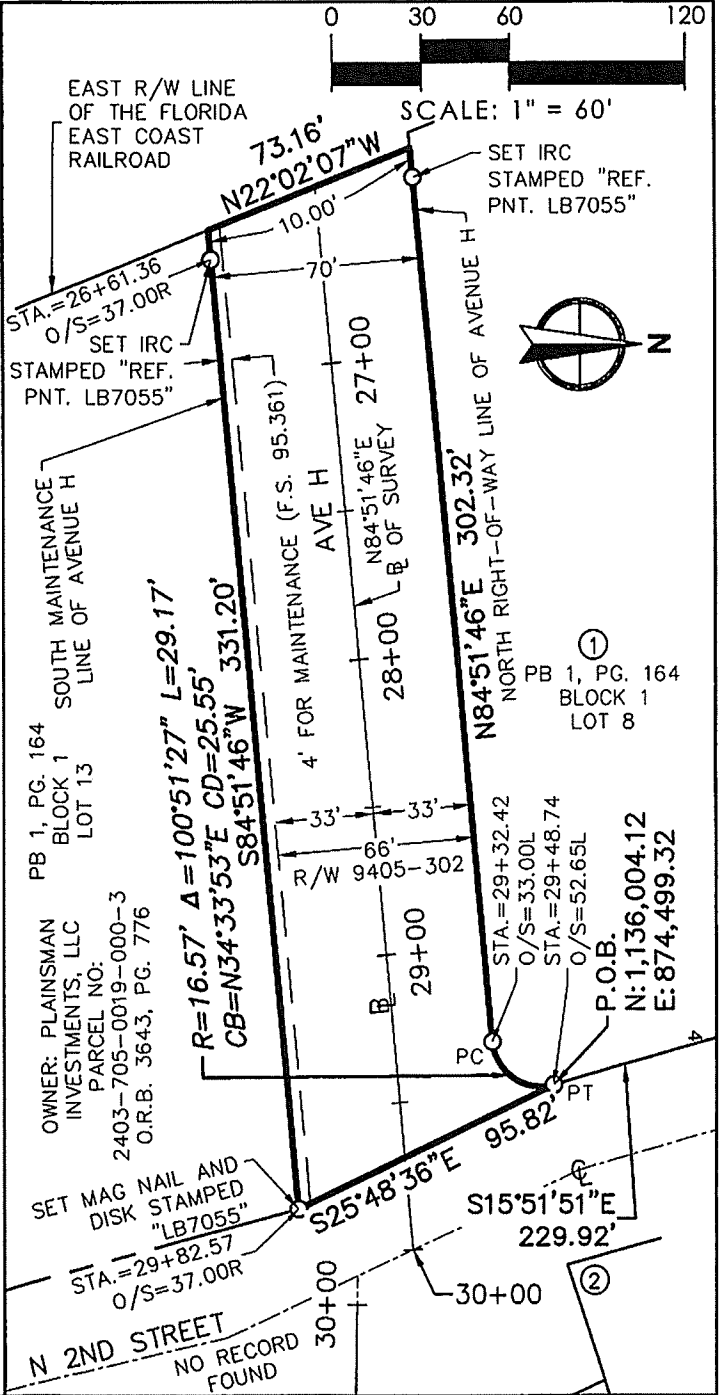 0 30 60 120
SCALE: 1" = 60'
EAST R/W LINE
OF THE FLORIDA
EAST COAST
RAILROAD
73.16'
N22°02'07"W
10.00'
70'
SET IRC
STAMPED "REF.
PNT. LB7055"
STA.=26+61.36
O/S=37.00R
SET IRC
STAMPED "REF.
PNT. LB7055"
N
SOUTH MAINTENANCE
LINE OF AVENUE H
4' FOR MAINTENANCE (F.S. 95.361)
AVE H
N84°51'46"E
℄ OF SURVEY
27+00
28+00
29+00
N84°51'46"E 302.32'
NORTH RIGHT-OF-WAY LINE OF AVENUE H
1
PB 1, PG. 164
BLOCK 1
LOT 8
PB 1, PG. 164
BLOCK 1
LOT 13
R=16.57' Δ=100°51'27" L=29.17'
CB=N34°33'53"E CD=25.55'
S84°51'46"W 331.20'
33' 33'
66'
R/W 9405-302
OWNER: PLAINSMAN
INVESTMENTS, LLC
PARCEL NO:
2403-705-0019-000-3
O.R.B. 3643, PG. 776
STA.=29+32.42
O/S=33.00L
STA.=29+48.74
O/S=52.65L
P.O.B.
N:1,136,004.12
E: 874,499.32
PC
PT
4
S25°48'36"E 95.82'
SET MAG NAIL AND
DISK STAMPED
"LB7055"
STA.=29+82.57
O/S=37.00R
℄
S15°51'51"E
229.92'
2
30+00
30+00
N 2ND STREET
NO RECORD
FOUND